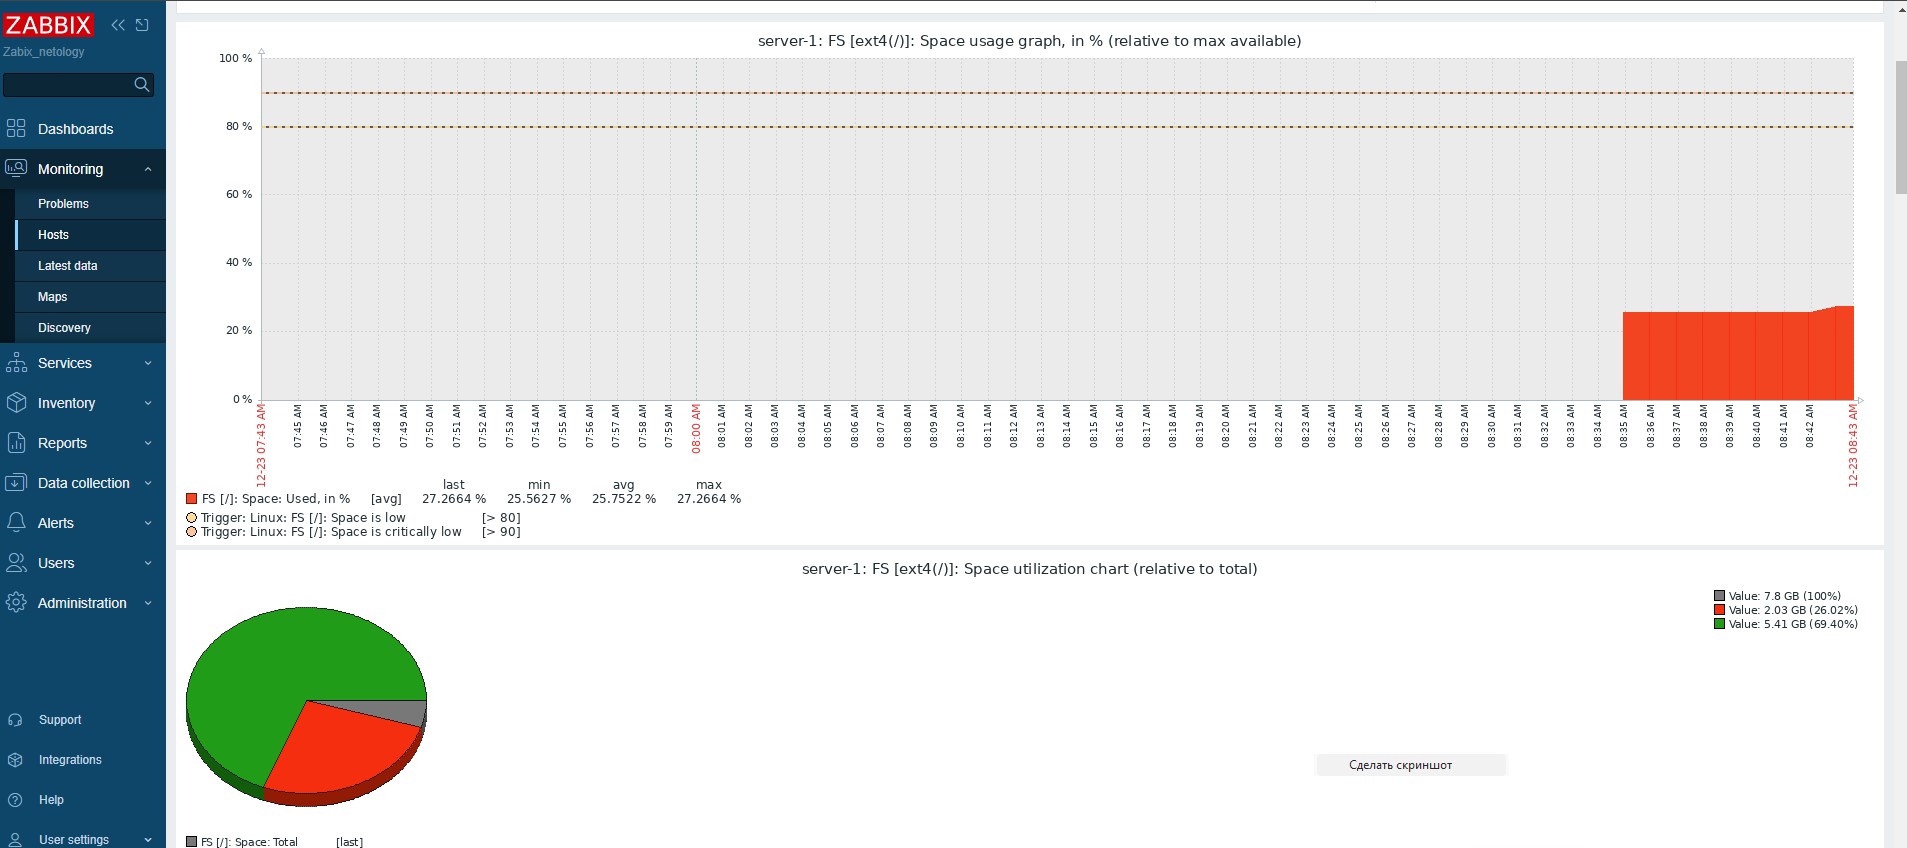 ZABBIX
Zabix_netology
Dashboards
Monitoring
Problems
Hosts
Latest data
Maps
Discovery
Services
Inventory
Reports
Data collection
Alerts
Users
Administration
Support
Integrations
Help
User settings
server-1: FS [ext4(/)]: Space usage graph, in % (relative to max available)
100 %
80 %
60 %
40 %
20 %
0 %
12-23 07:43 AM
07:45 AM
07:46 AM
07:47 AM
07:48 AM
07:49 AM
07:50 AM
07:51 AM
07:52 AM
07:53 AM
07:54 AM
07:55 AM
07:56 AM
07:57 AM
07:58 AM
07:59 AM
08:00 AM
08:01 AM
08:02 AM
08:03 AM
08:04 AM
08:05 AM
08:06 AM
08:07 AM
08:08 AM
08:09 AM
08:10 AM
08:11 AM
08:12 AM
08:13 AM
08:14 AM
08:15 AM
08:16 AM
08:17 AM
08:18 AM
08:19 AM
08:20 AM
08:21 AM
08:22 AM
08:23 AM
08:24 AM
08:25 AM
08:26 AM
08:27 AM
08:28 AM
08:29 AM
08:30 AM
08:31 AM
08:32 AM
08:33 AM
08:34 AM
08:35 AM
08:36 AM
08:37 AM
08:38 AM
08:39 AM
08:40 AM
08:41 AM
08:42 AM
12-23 08:43 AM
last min avg max
FS [/]: Space: Used, in % [avg] 27.2664 % 25.5627 % 25.7522 % 27.2664 %
Trigger: Linux: FS [/]: Space is low [> 80]
Trigger: Linux: FS [/]: Space is critically low [> 90]
server-1: FS [ext4(/)]: Space utilization chart (relative to total)
Value: 7.8 GB (100%)
Value: 2.03 GB (26.02%)
Value: 5.41 GB (69.40%)
Сделать скриншот
FS [/]: Space: Total [last]